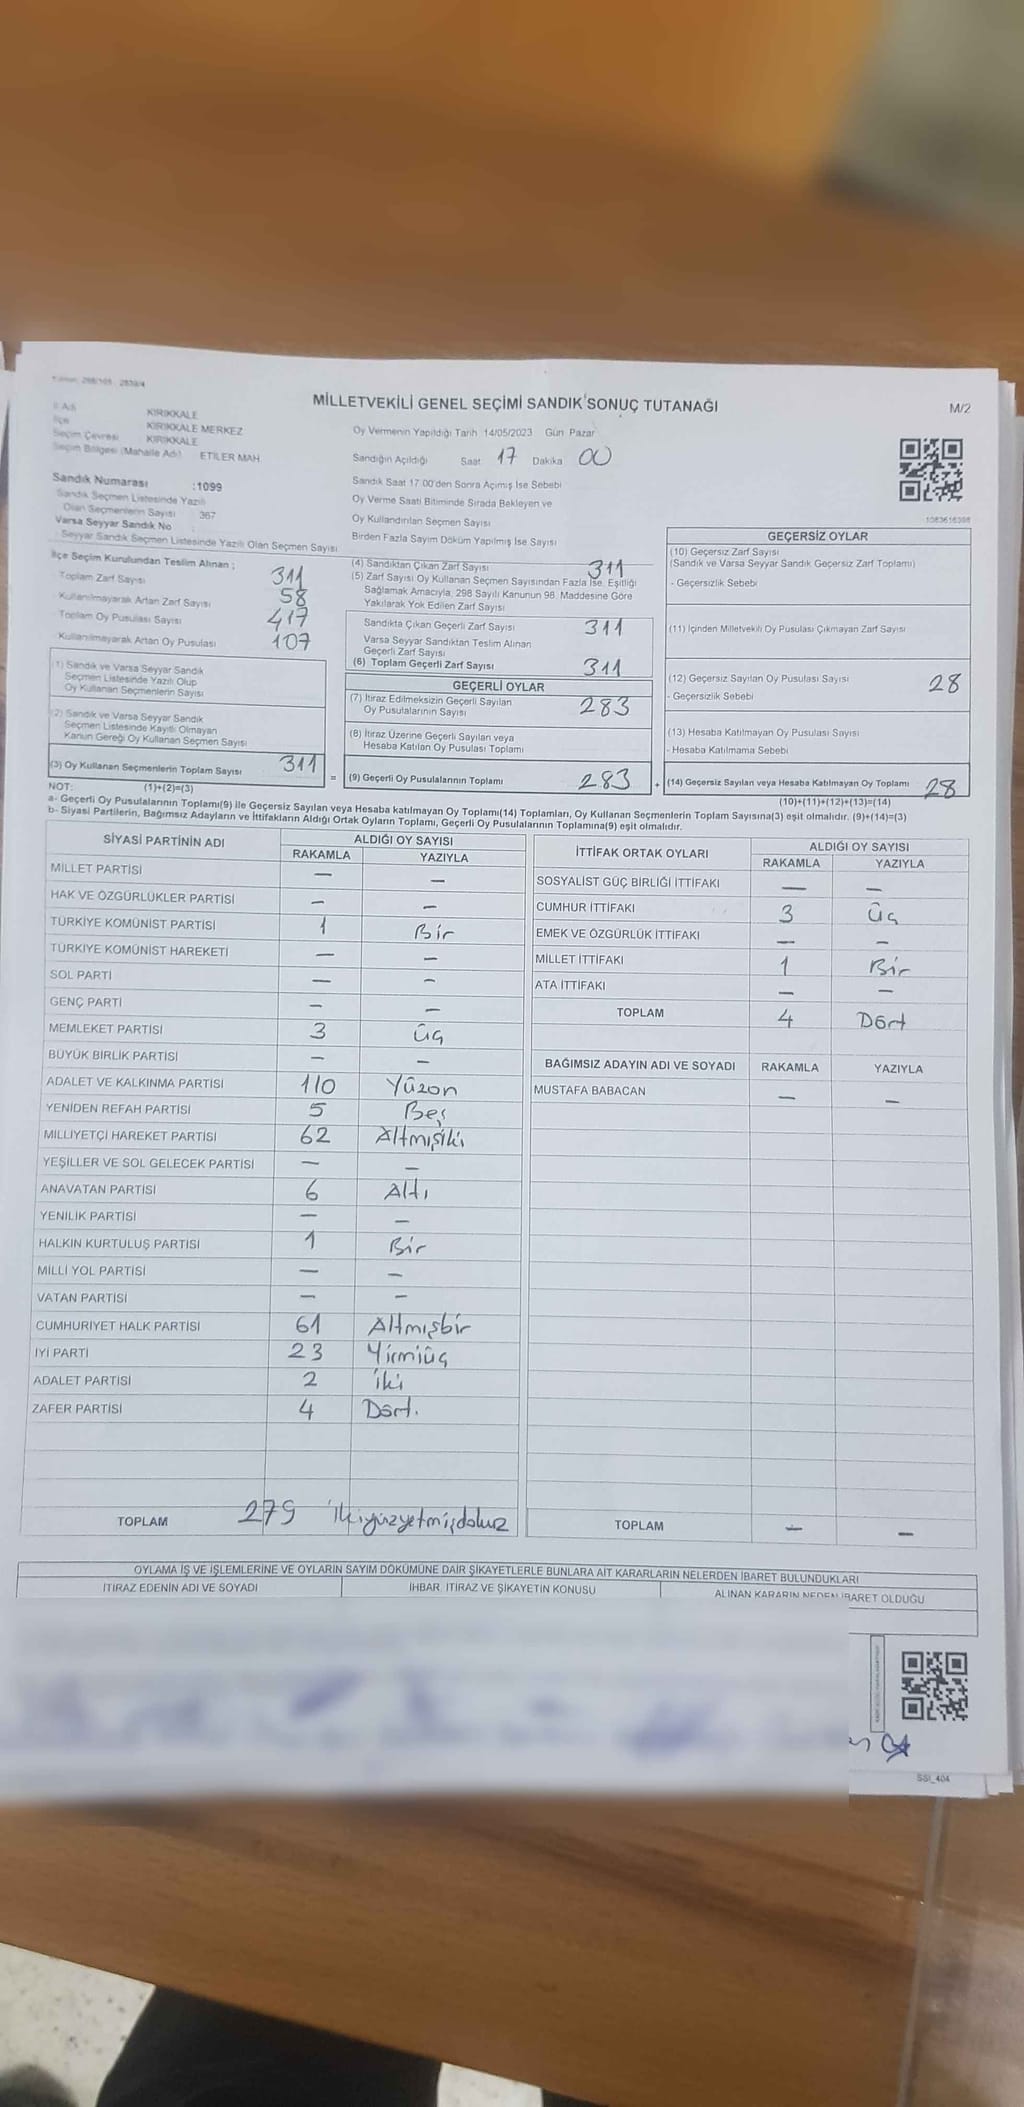 MİLLETVEKİLİ GENEL SEÇİMİ SANDIK SONUÇ TUTANAĞI
M/2
İl Adı KIRIKKALE
İlçe KIRIKKALE MERKEZ
Seçim Çevresi KIRIKKALE
Seçim Bölgesi (Mahalle Adı) ETİLER MAH.
Sandık Numarası :1099
Sandık Seçmen Listesinde Yazılı
Olan Seçmenlerin Sayısı 367
Varsa Seyyar Sandık No
Seyyar Sandık Seçmen Listesinde Yazılı Olan Seçmen Sayısı
Oy Vermenin Yapıldığı Tarih 14/05/2023 Gün Pazar
Sandığın Açıldığı Saat 17 Dakika 00
Sandık Saat 17:00'den Sonra Açımış İse Sebebi
Oy Verme Saati Bitiminde Sırada Bekleyen ve
Oy Kullandırılan Seçmen Sayısı
Birden Fazla Sayım Döküm Yapılmış İse Sayısı
1083616398
İlçe Seçim Kurulundan Teslim Alınan ;
Toplam Zarf Sayısı 311
Kullanılmayarak Artan Zarf Sayısı 58
Toplam Oy Pusulası Sayısı 417
Kullanılmayarak Artan Oy Pusulası 107
(1) Sandık ve Varsa Seyyar Sandık
Seçmen Listesinde Yazılı Olup
Oy Kullanan Seçmenlerin Sayısı
(2) Sandık ve Varsa Seyyar Sandık
Seçmen Listesinde Kayıtlı Olmayan
Kanun Gereği Oy Kullanan Seçmen Sayısı
(3) Oy Kullanan Seçmenlerin Toplam Sayısı 311 =
(1)+(2)=(3)
(4) Sandıktan Çıkan Zarf Sayısı 311
(5) Zarf Sayısı Oy Kullanan Seçmen Sayısından Fazla İse, Eşitliği
Sağlamak Amacıyla, 298 Sayılı Kanunun 98. Maddesine Göre
Yakılarak Yok Edilen Zarf Sayısı
Sandıkta Çıkan Geçerli Zarf Sayısı 311
Varsa Seyyar Sandıktan Teslim Alınan
Geçerli Zarf Sayısı
(6) Toplam Geçerli Zarf Sayısı 311
GEÇERLİ OYLAR
(7) İtiraz Edilmeksizin Geçerli Sayılan
Oy Pusulalarının Sayısı 283
(8) İtiraz Üzerine Geçerli Sayılan veya
Hesaba Katılan Oy Pusulası Toplamı
(9) Geçerli Oy Pusulalarının Toplamı 283 +
GEÇERSİZ OYLAR
(10) Geçersiz Zarf Sayısı
(Sandık ve Varsa Seyyar Sandık Geçersiz Zarf Toplamı)
- Geçersizlik Sebebi
(11) İçinden Milletvekili Oy Pusulası Çıkmayan Zarf Sayısı
(12) Geçersiz Sayılan Oy Pusulası Sayısı 28
- Geçersizlik Sebebi
(13) Hesaba Katılmayan Oy Pusulası Sayısı
- Hesaba Katılmama Sebebi
(14) Geçersiz Sayılan veya Hesaba Katılmayan Oy Toplamı 28
(10)+(11)+(12)+(13)=(14)
NOT:
a- Geçerli Oy Pusulalarının Toplamı(9) ile Geçersiz Sayılan veya Hesaba katılmayan Oy Toplamı(14) Toplamları, Oy Kullanan Seçmenlerin Toplam Sayısına(3) eşit olmalıdır. (9)+(14)=(3)
b- Siyasi Partilerin, Bağımsız Adayların ve İttifakların Aldığı Ortak Oyların Toplamı, Geçerli Oy Pusulalarının Toplamına(9) eşit olmalıdır.
SİYASİ PARTİNİN ADI ALDIĞI OY SAYISI
RAKAMLA YAZIYLA
MİLLET PARTİSİ — —
HAK VE ÖZGÜRLÜKLER PARTİSİ — —
TÜRKİYE KOMÜNİST PARTİSİ 1 Bir
TÜRKİYE KOMÜNİST HAREKETİ — —
SOL PARTİ — —
GENÇ PARTİ — —
MEMLEKET PARTİSİ 3 Üç
BÜYÜK BİRLİK PARTİSİ — —
ADALET VE KALKINMA PARTİSİ 110 Yüzon
YENİDEN REFAH PARTİSİ 5 Beş
MİLLİYETÇİ HAREKET PARTİSİ 62 Altmışiki
YEŞİLLER VE SOL GELECEK PARTİSİ — —
ANAVATAN PARTİSİ 6 Altı
YENİLİK PARTİSİ — —
HALKIN KURTULUŞ PARTİSİ 1 Bir
MİLLİ YOL PARTİSİ — —
VATAN PARTİSİ — —
CUMHURİYET HALK PARTİSİ 61 Altmışbir
İYİ PARTİ 23 Yirmiüç
ADALET PARTİSİ 2 İki
ZAFER PARTİSİ 4 Dört.
TOPLAM 279 İkiyüzyetmişdokuz
İTTİFAK ORTAK OYLARI ALDIĞI OY SAYISI
RAKAMLA YAZIYLA
SOSYALİST GÜÇ BİRLİĞİ İTTİFAKI — —
CUMHUR İTTİFAKI 3 Üç
EMEK VE ÖZGÜRLÜK İTTİFAKI — —
MİLLET İTTİFAKI 1 Bir
ATA İTTİFAKI — —
TOPLAM 4 Dört
BAĞIMSIZ ADAYIN ADI VE SOYADI RAKAMLA YAZIYLA
MUSTAFA BABACAN — —
TOPLAM — —
OYLAMA İŞ VE İŞLEMLERİNE VE OYLARIN SAYIM DÖKÜMÜNE DAİR ŞİKAYETLERLE BUNLARA AİT KARARLARIN NELERDEN İBARET BULUNDUKLARI
İTİRAZ EDENİN ADI VE SOYADI İHBAR, İTİRAZ VE ŞİKAYETİN KONUSU ALINAN KARARIN NEDEN İBARET OLDUĞU
SSI_404